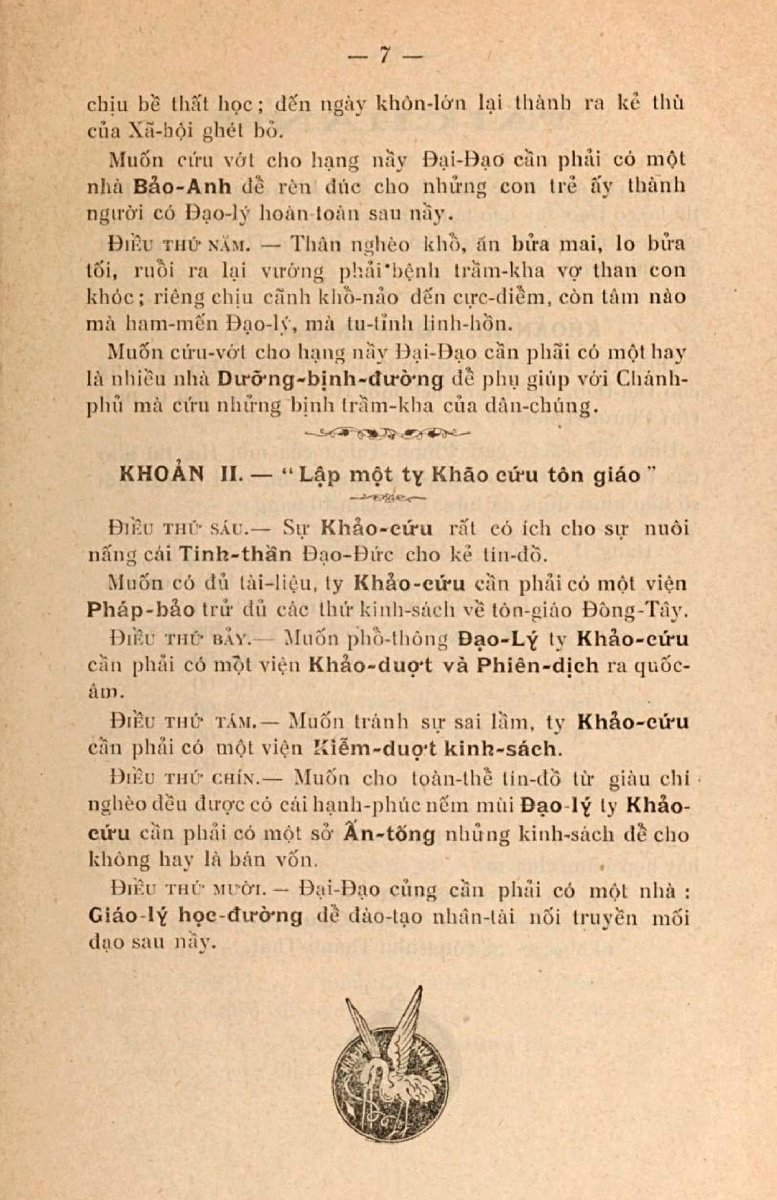 — 7 —
chịu bề thất học; đến ngày khôn-lớn lại thành ra kẻ thù
của Xã-hội ghét bỏ.
Muốn cứu vớt cho hạng nầy Đại-Đạo cần phải có một
nhà Bảo-Anh để rèn đúc cho những con trẻ ấy thành
người có Đạo-lý hoàn-toàn sau nầy.
ĐIỀU THỨ NĂM. — Thân nghèo khổ, ăn bửa mai, lo bửa
tối, ruổi ra lại vướng phải bệnh trầm-kha vợ than con
khóc; riêng chịu cãnh khổ-nảo đến cực-điểm, còn tâm nào
mà ham-mến Đạo-lý, mà tu-tỉnh linh-hồn.
Muốn cứu-vớt cho hạng nầy Đại-Đạo cần phãi có một hay
là nhiều nhà Dưỡng-bịnh-đường để phụ giúp với Chánh-
phủ mà cứu những bịnh trầm-kha của dân-chúng.
KHOẢN II. — “Lập một tỵ Khão cứu tôn giáo”
ĐIỀU THỨ SÁU.— Sự Khảo-cứu rất có ích cho sự nuôi
nấng cái Tinh-thần Đạo-Đức cho kẻ tín-đồ.
Muốn có đủ tài-liệu, ty Khảo-cứu cần phải có một viện
Pháp-bảo trử đủ các thứ kinh-sách về tôn-giáo Đông-Tây.
ĐIỀU THỨ BẢY.— Muốn phổ-thông Đạo-Lý ty Khảo-cứu
cần phải có một viện Khảo-duợt và Phiên-dịch ra quốc-
âm.
ĐIỀU THỨ TÁM.— Muốn tránh sự sai lầm, ty Khảo-cứu
cần phải có một viện Kiễm-duợt kinh-sách.
ĐIỀU THỨ CHÍN.— Muốn cho toàn-thể tín-đồ từ giàu chí
nghèo đều được có cái hạnh-phúc nếm mùi Đạo-lý ty Khảo-
cứu cần phải có một sở Ấn-tống những kinh-sách để cho
không hay là bán vốn.
ĐIỀU THỨ MƯỜI. — Đại-Đạo củng cần phải có một nhà :
Giáo-lý học-đường để đào-tạo nhân-tài nối truyền mối
đạo sau nầy.